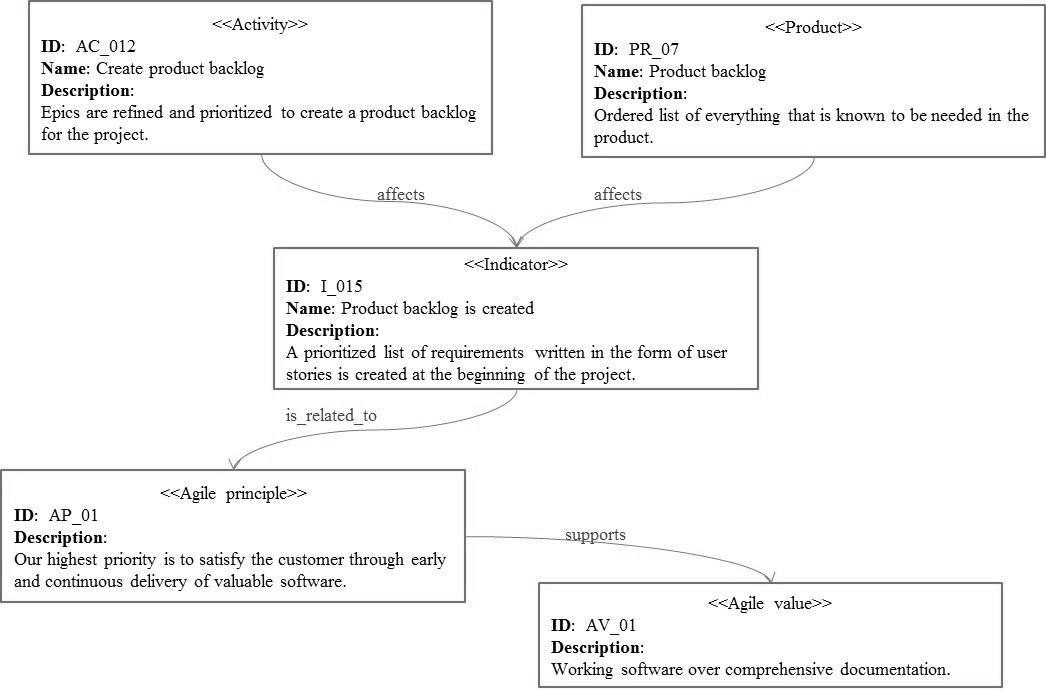 <<Activity>>
ID: AC_012
Name: Create product backlog
Description:
Epics are refined and prioritized to create a product backlog
for the project.
<<Product>>
ID: PR_07
Name: Product backlog
Description:
Ordered list of everything that is known to be needed in the
product.
affects
affects
<<Indicator>>
ID: I_015
Name: Product backlog is created
Description:
A prioritized list of requirements written in the form of user
stories is created at the beginning of the project.
is_related_to
<<Agile principle>>
ID: AP_01
Description:
Our highest priority is to satisfy the customer through early
and continuous delivery of valuable software.
supports
<<Agile value>>
ID: AV_01
Description:
Working software over comprehensive documentation.